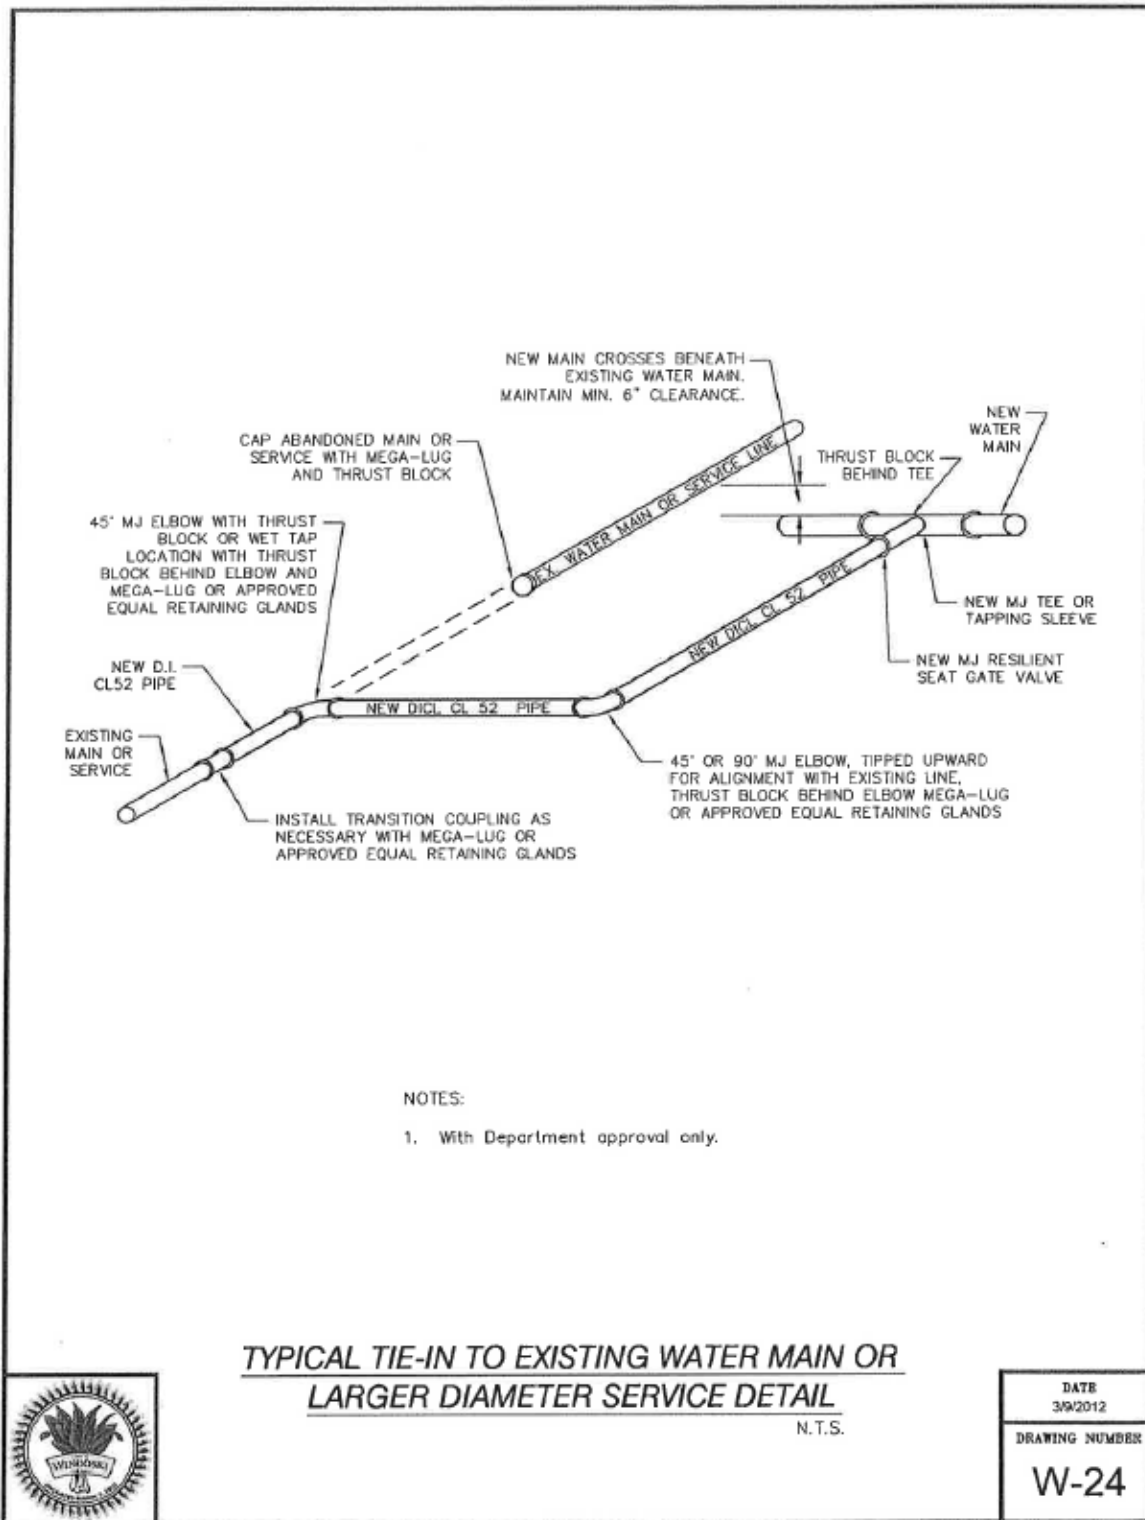 NEW MAIN CROSSES BENEATH
EXISTING WATER MAIN.
MAINTAIN MIN. 6" CLEARANCE.
NEW
WATER
MAIN
CAP ABANDONED MAIN OR
SERVICE WITH MEGA-LUG
AND THRUST BLOCK
THRUST BLOCK
BEHIND TEE
EX. WATER MAIN OR SERVICE LINE
45° MJ ELBOW WITH THRUST
BLOCK OR WET TAP
LOCATION WITH THRUST
BLOCK BEHIND ELBOW AND
MEGA-LUG OR APPROVED
EQUAL RETAINING GLANDS
NEW DICL CL 52 PIPE
NEW MJ TEE OR
TAPPING SLEEVE
NEW MJ RESILIENT
SEAT GATE VALVE
NEW D.I.
CL52 PIPE
NEW DICL CL 52 PIPE
EXISTING
MAIN OR
SERVICE
45° OR 90° MJ ELBOW, TIPPED UPWARD
FOR ALIGNMENT WITH EXISTING LINE,
THRUST BLOCK BEHIND ELBOW MEGA-LUG
OR APPROVED EQUAL RETAINING GLANDS
INSTALL TRANSITION COUPLING AS
NECESSARY WITH MEGA-LUG OR
APPROVED EQUAL RETAINING GLANDS
NOTES:
1. With Department approval only.
TYPICAL TIE-IN TO EXISTING WATER MAIN OR
LARGER DIAMETER SERVICE DETAIL
N.T.S.
WINOOSKI
DATE
3/9/2012
DRAWING NUMBER
W-24